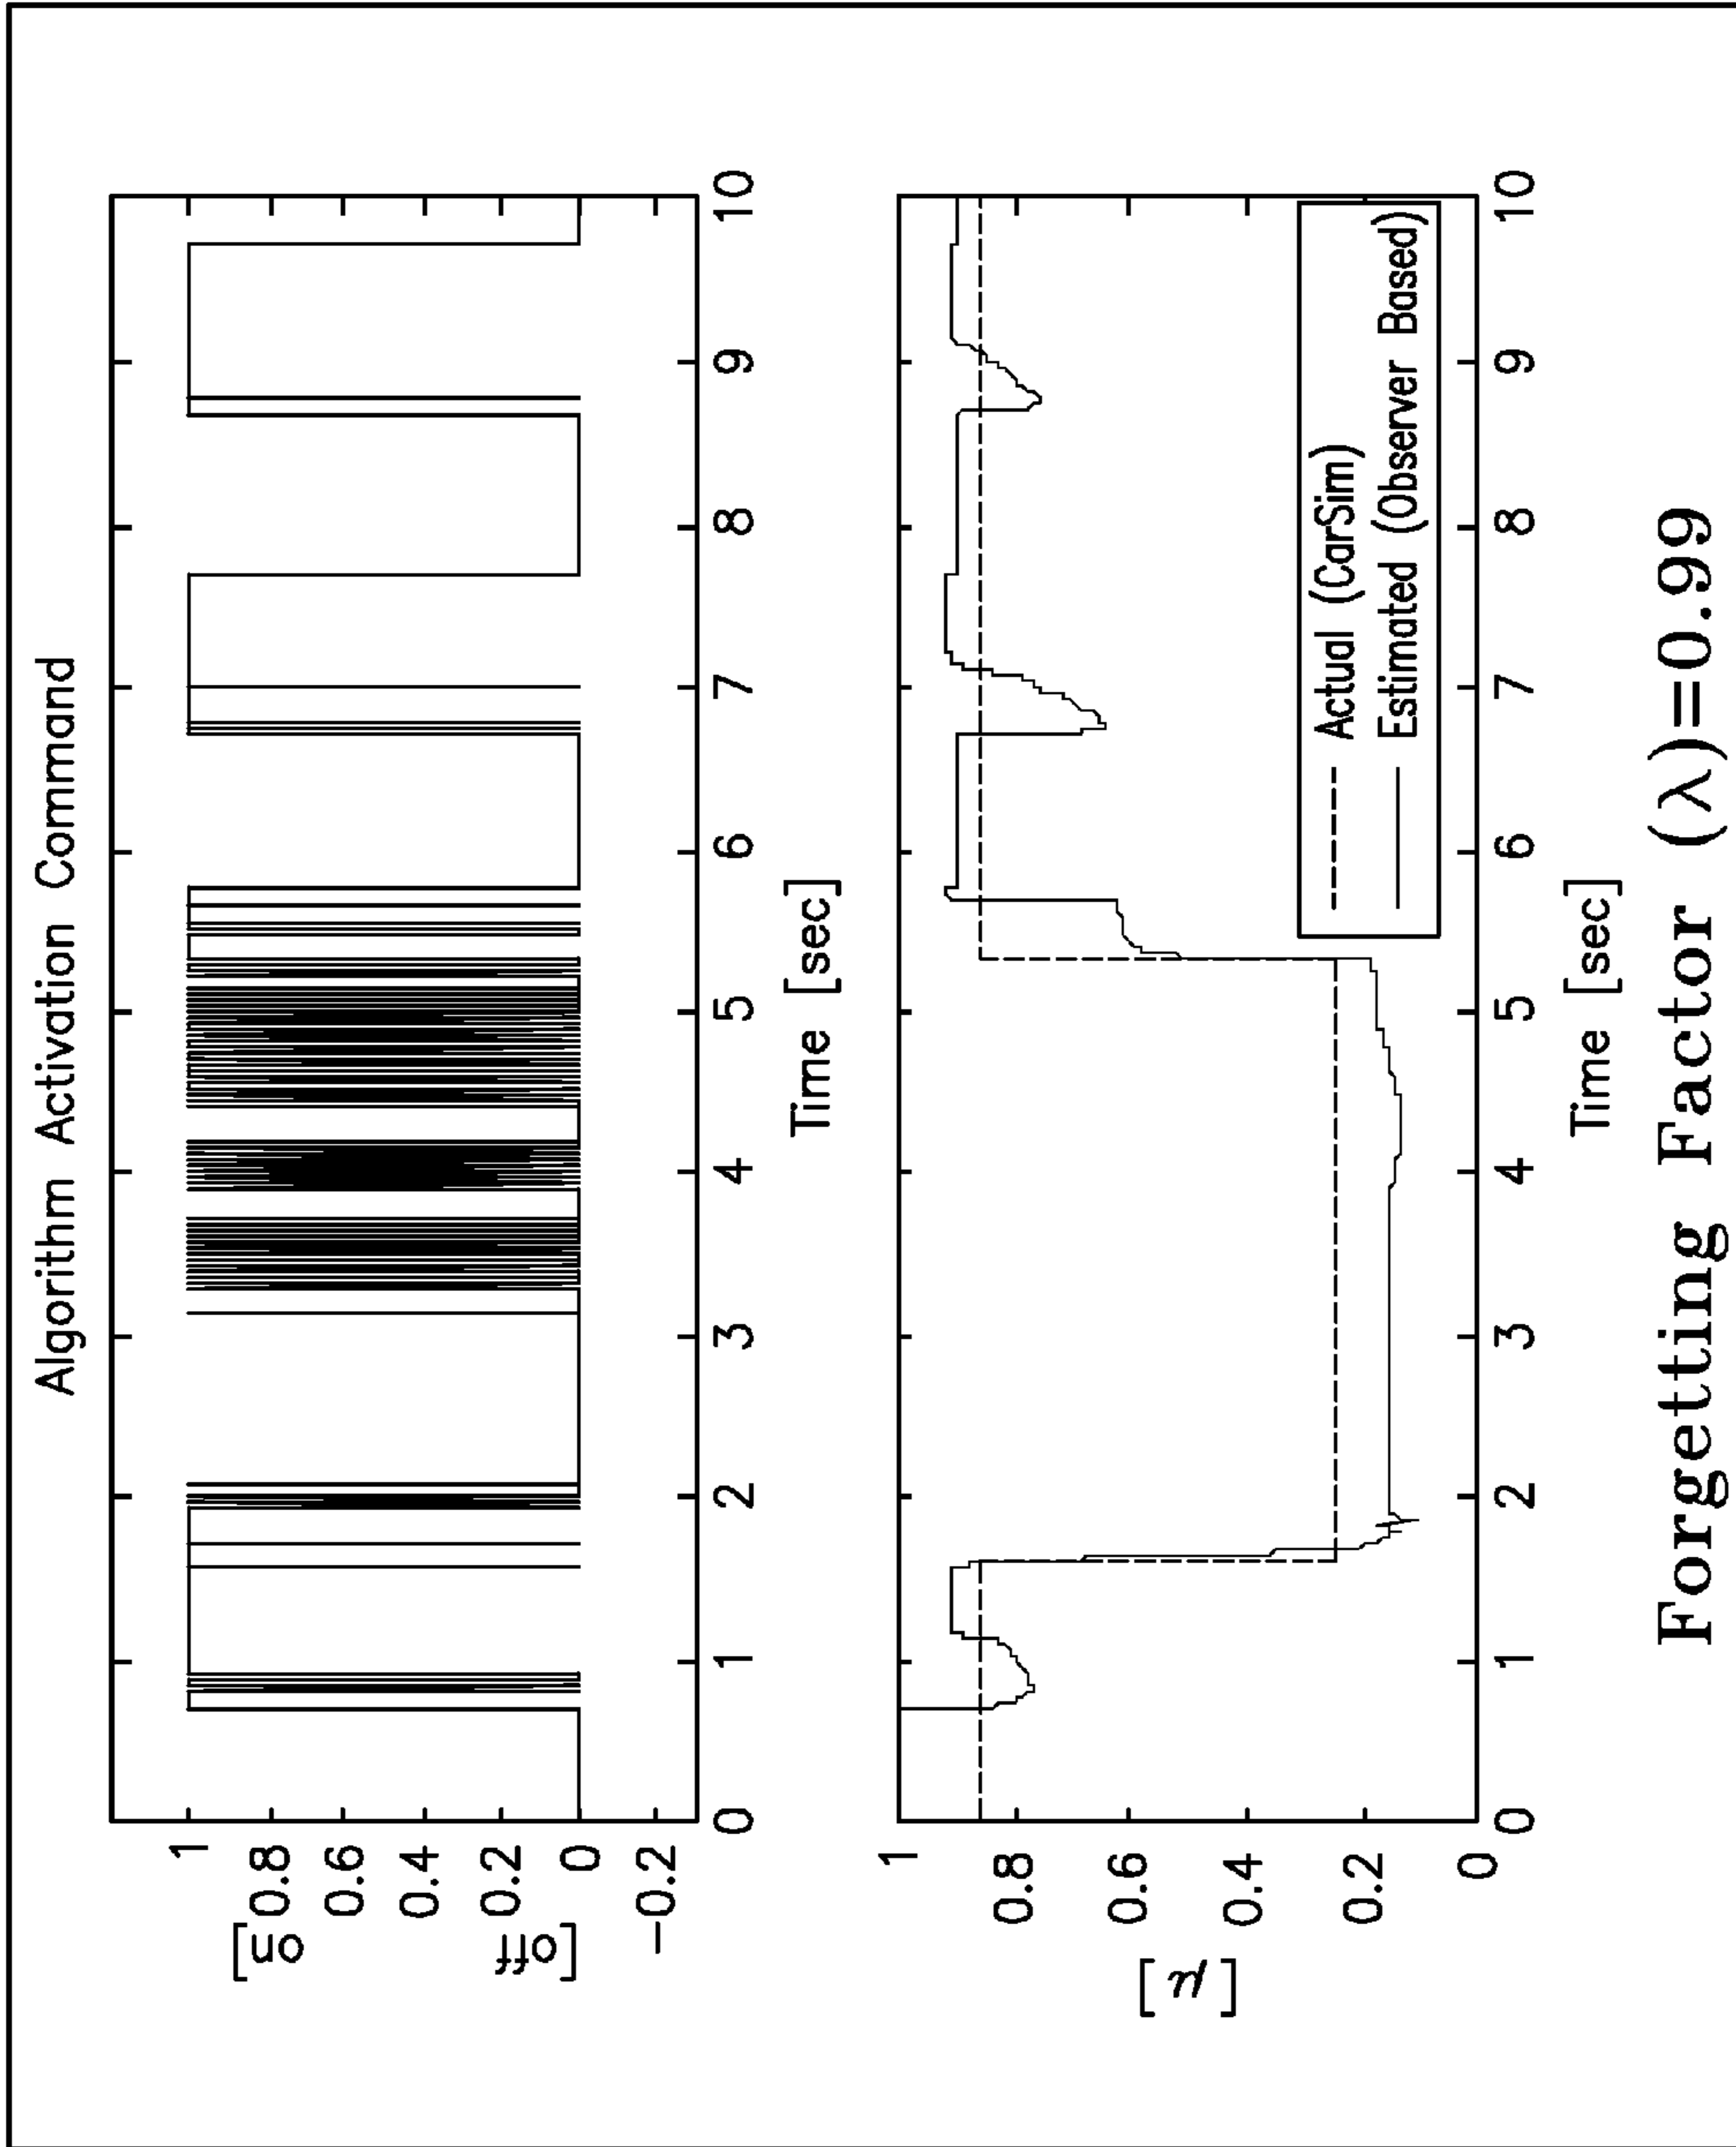 Algorithm Activation Command
[off on]
1
0.8
0.6
0.4
0.2
0
-0.2
0 1 2 3 4 5 6 7 8 9 10
Time [sec]
[μ]
1
0.8
0.6
0.4
0.2
0
Actual (CarSim)
Estimated (Observer Based)
0 1 2 3 4 5 6 7 8 9 10
Time [sec]
Forgetting Factor (λ)=0.99